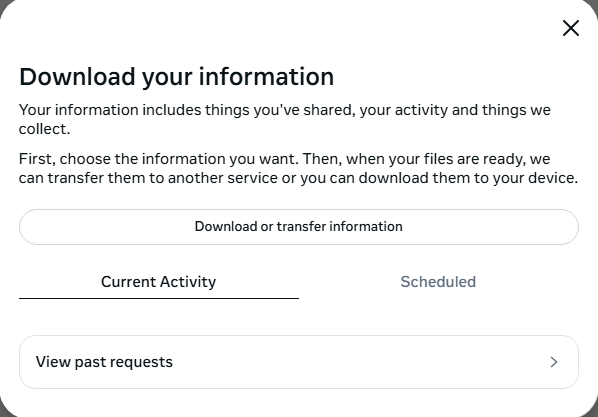 Download your information
Your information includes things you've shared, your activity and things we
collect.
First, choose the information you want. Then, when your files are ready, we
can transfer them to another service or you can download them to your device.
Download or transfer information
Current Activity
Scheduled
View past requests